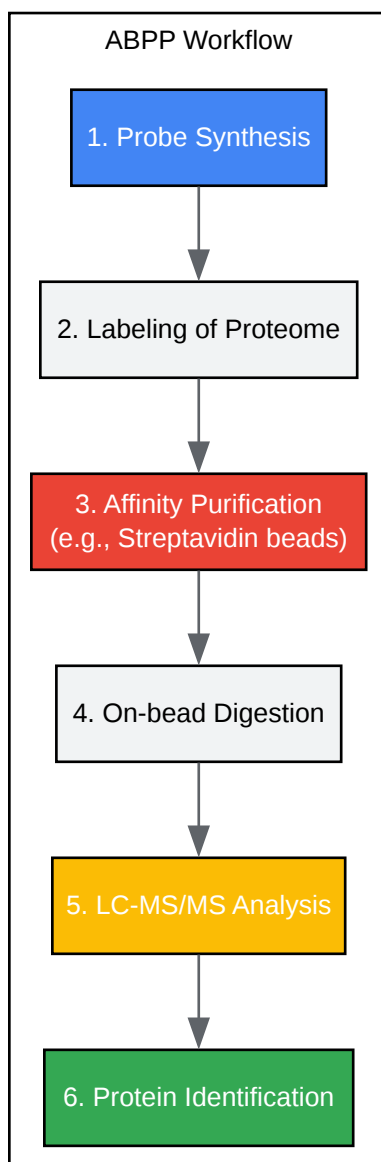 ABPP Workflow
1. Probe Synthesis
2. Labeling of Proteome
3. Affinity Purification
(e.g., Streptavidin beads)
4. On-bead Digestion
5. LC-MS/MS Analysis
6. Protein Identification